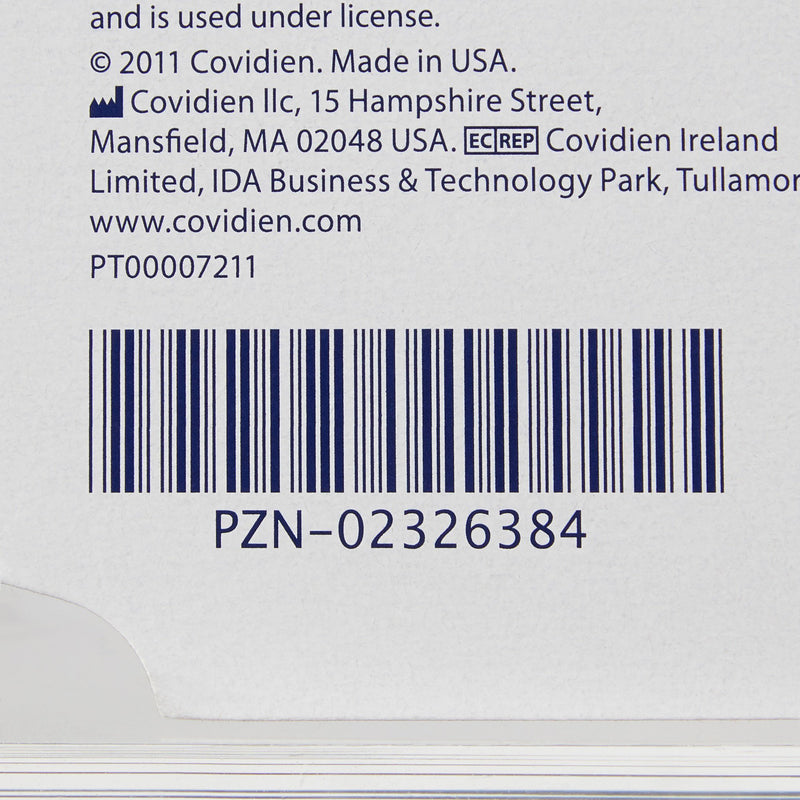 and is used under license.
© 2011 Covidien. Made in USA.
Covidien llc, 15 Hampshire Street,
Mansfield, MA 02048 USA. EC REP Covidien Ireland
Limited, IDA Business & Technology Park, Tullamor
www.covidien.com
PT00007211
PZN-02326384